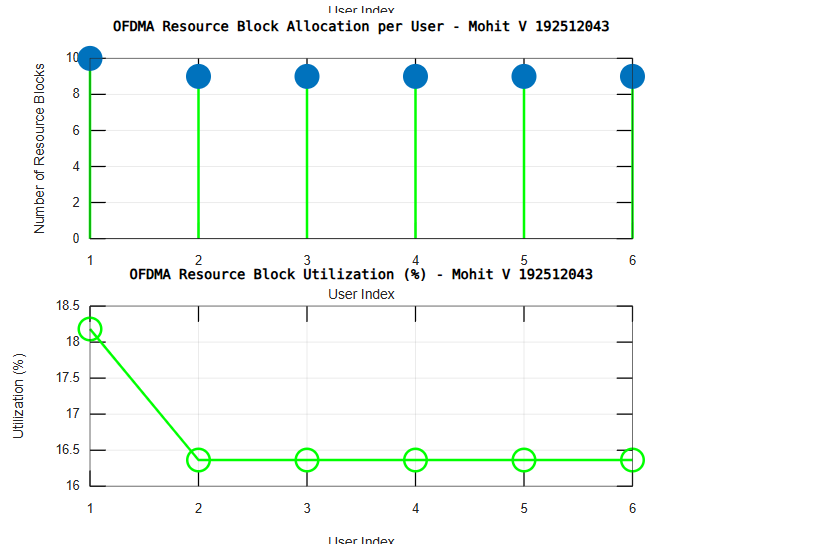 User Index
OFDMA Resource Block Allocation per User - Mohit V 192512043
Number of Resource Blocks
10
8
6
4
2
0
1 2 3 4 5 6
OFDMA Resource Block Utilization (%) - Mohit V 192512043
User Index
Utilization (%)
18.5
18
17.5
17
16.5
16
1 2 3 4 5 6
User Index